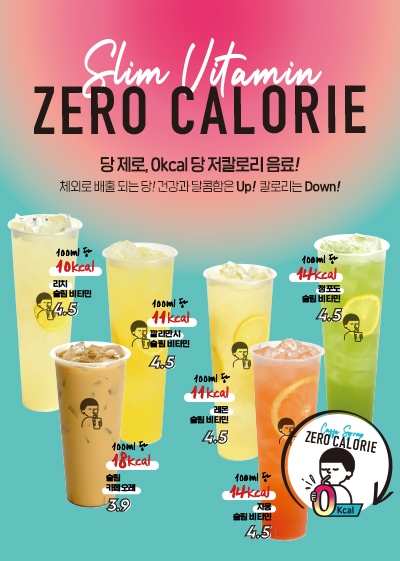 Slim Vitamin
ZERO CALORIE
당 제로, 0kcal 당 저칼로리 음료!
체외로 배출 되는 당! 건강과 달콤함은 Up! 칼로리는 Down!
100ml 당
10kcal
리치
슬림 비타민
4.5
100ml 당
11kcal
깔라만시
슬림 비타민
4.5
100ml 당
14kcal
청포도
슬림 비타민
4.5
100ml 당
11kcal
레몬
슬림 비타민
4.5
100ml 당
18kcal
슬림
카페오레
3.9
100ml 당
14kcal
자몽
슬림 비타민
4.5
ZERO CALORIE
0 Kcal